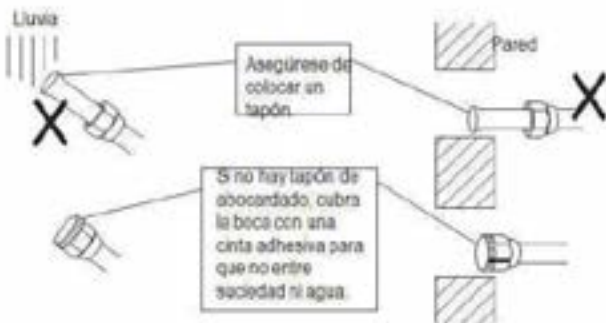 Lluvia
Asegúrese de
colocar un
tapón
Pared
Si no hay tapón de
abocardado, cubra
la boca con una
cinta adhesiva para
que no entre
suciedad ni agua.